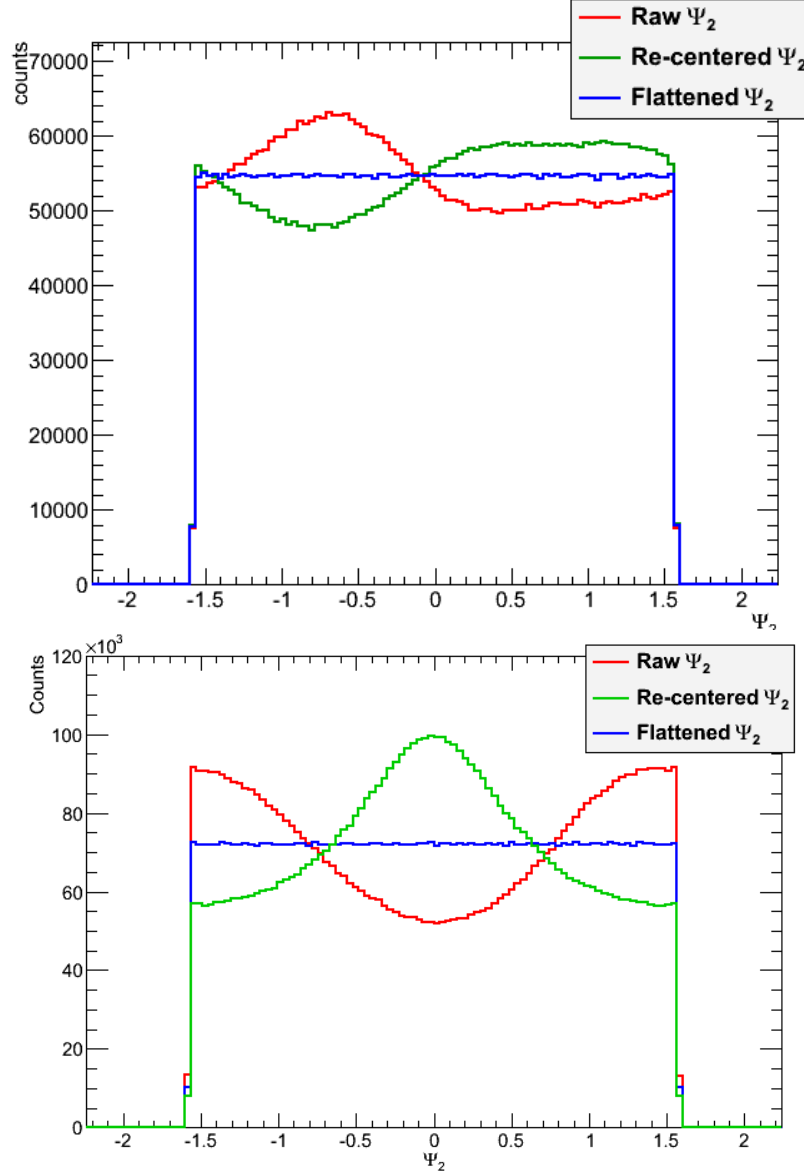 Raw Ψ₂
Re-centered Ψ₂
Flattened Ψ₂
counts
70000
60000
50000
40000
30000
20000
10000
0
-2 -1.5 -1 -0.5 0 0.5 1 1.5 2
Ψ₂
×10³
Raw Ψ₂
Re-centered Ψ₂
Flattened Ψ₂
Counts
120
100
80
60
40
20
0
-2 -1.5 -1 -0.5 0 0.5 1 1.5 2
Ψ₂